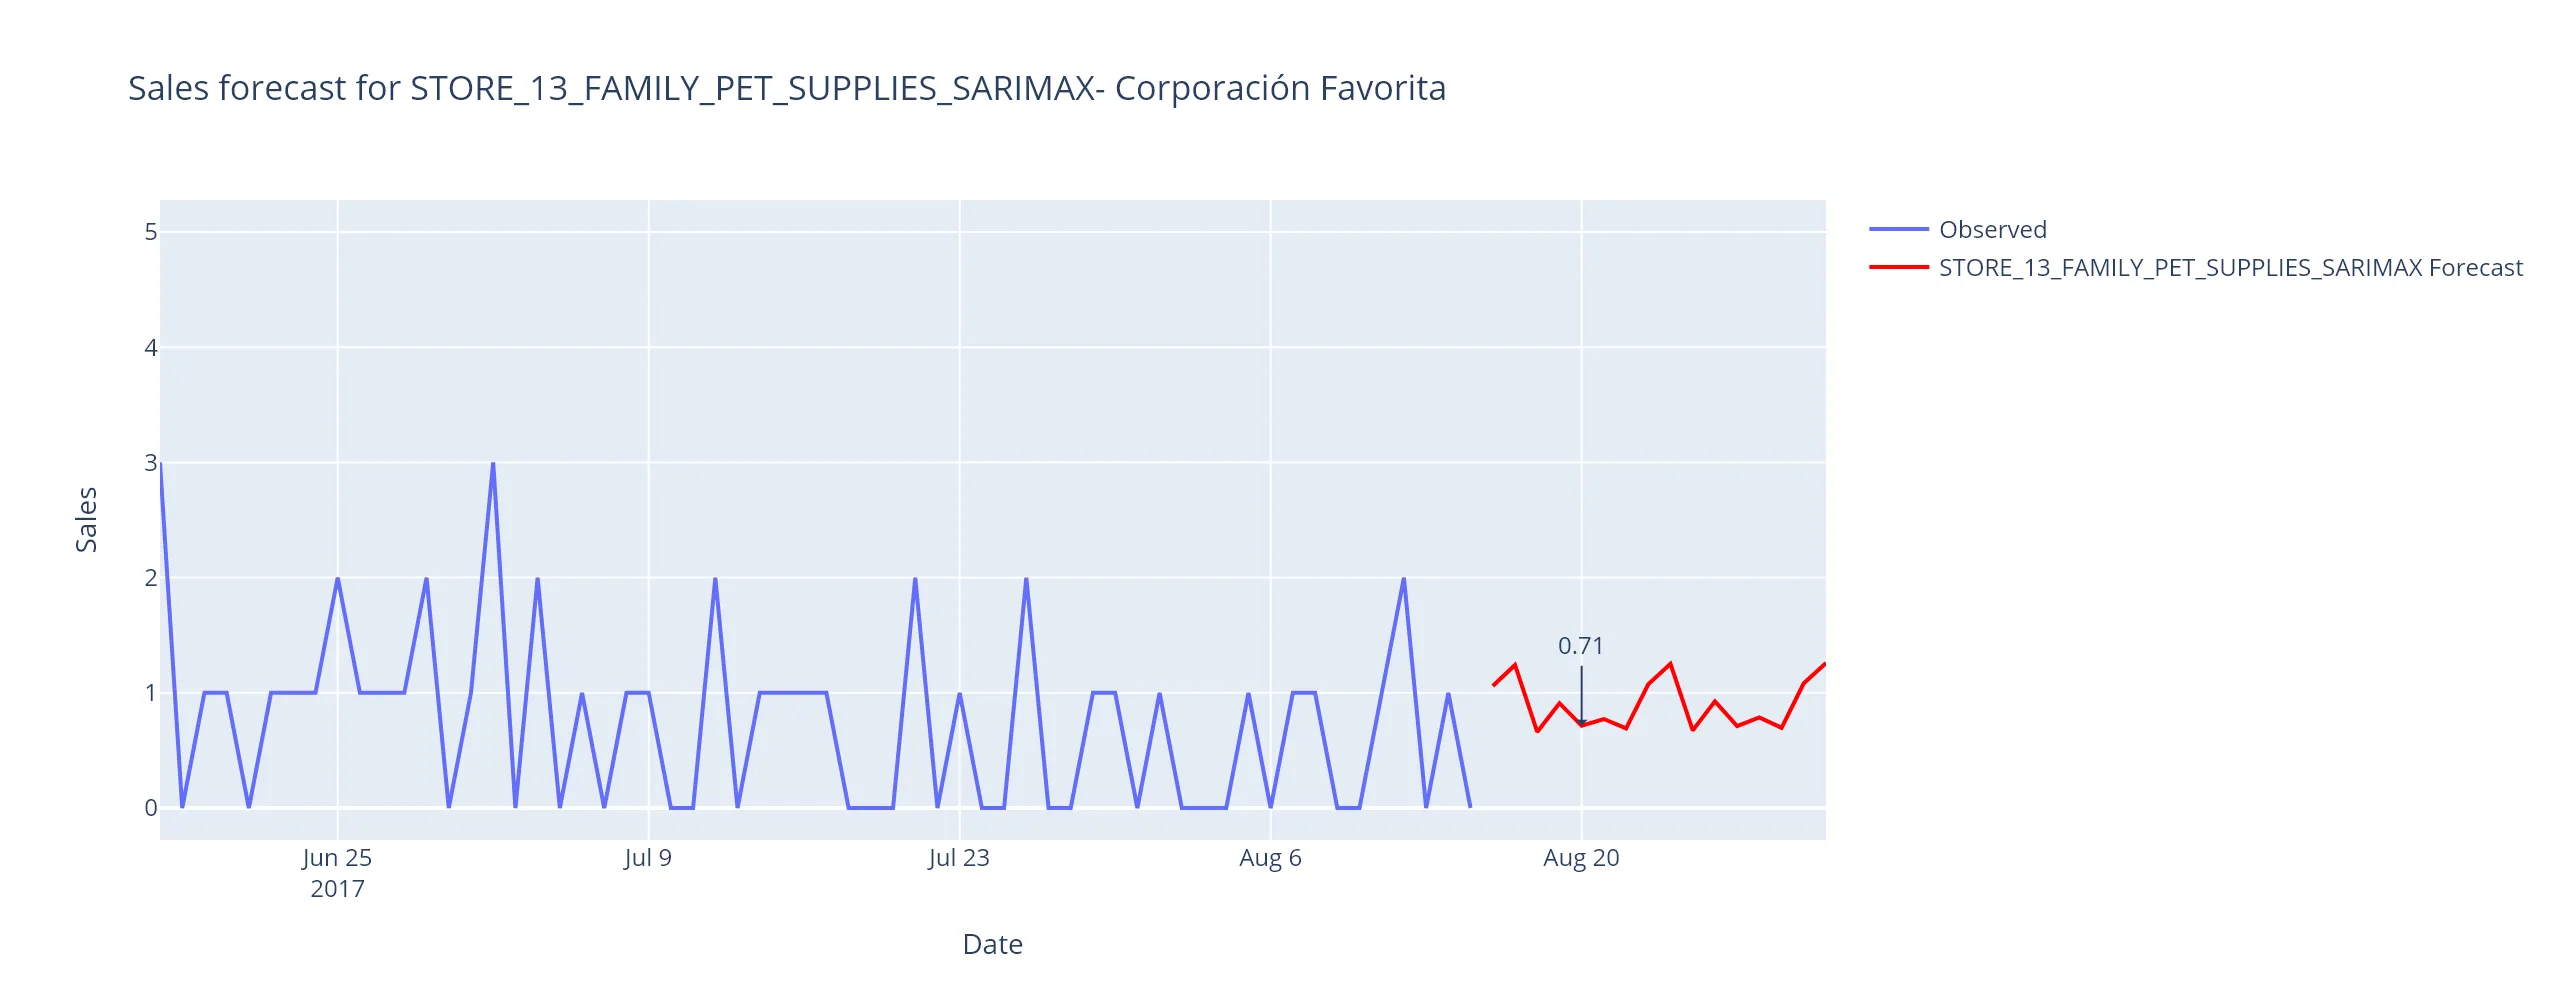 Sales forecast for STORE_13_FAMILY_PET_SUPPLIES_SARIMAX- Corporación Favorita
Observed
STORE_13_FAMILY_PET_SUPPLIES_SARIMAX Forecast
5
4
3
2
1
0
Sales
0.71
Jun 25
2017
Jul 9
Jul 23
Aug 6
Aug 20
Date